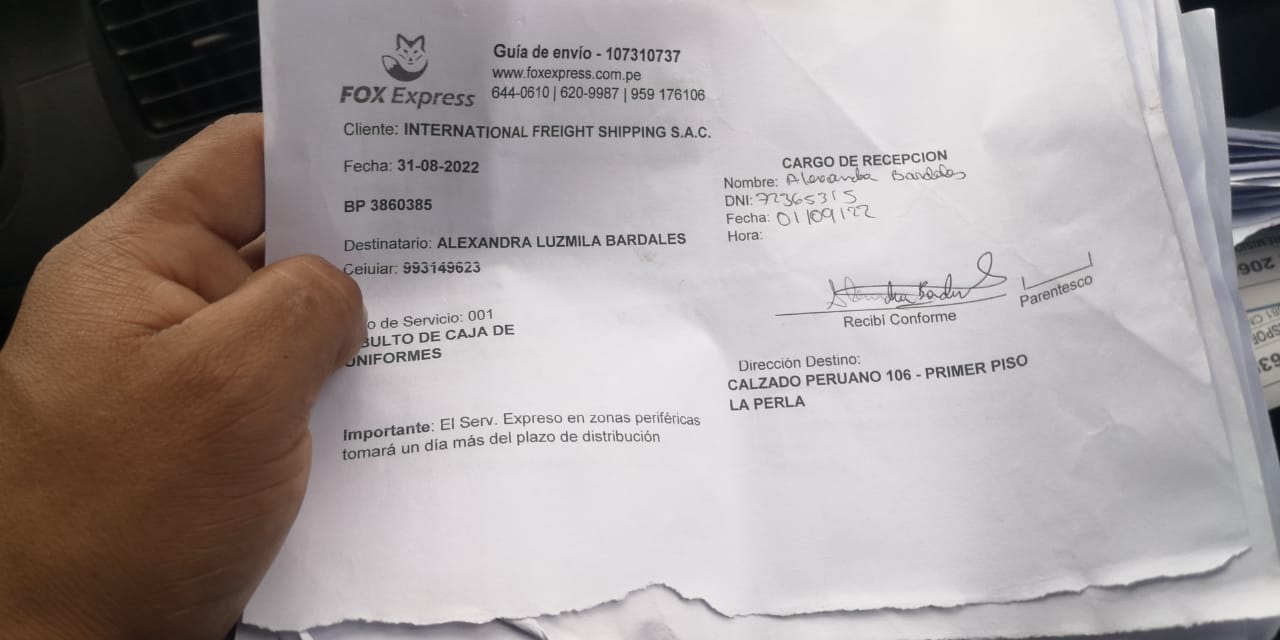 FOX Express
Guía de envío - 107310737
www.foxexpress.com.pe
644-0610 | 620-9987 | 959 176106
Cliente: INTERNATIONAL FREIGHT SHIPPING S.A.C.
Fecha: 31-08-2022
BP 3860385
Destinatario: ALEXANDRA LUZMILA BARDALES
Celular: 993149623
o de Servicio: 001
BULTO DE CAJA DE
UNIFORMES
Importante: El Serv. Expreso en zonas periféricas
tomará un día más del plazo de distribución
CARGO DE RECEPCION
Nombre: Alexandra Bardales
DNI: 72365315
Fecha: 01/09/22
Hora:
Recibí Conforme
Parentesco
Dirección Destino:
CALZADO PERUANO 106 - PRIMER PISO
LA PERLA